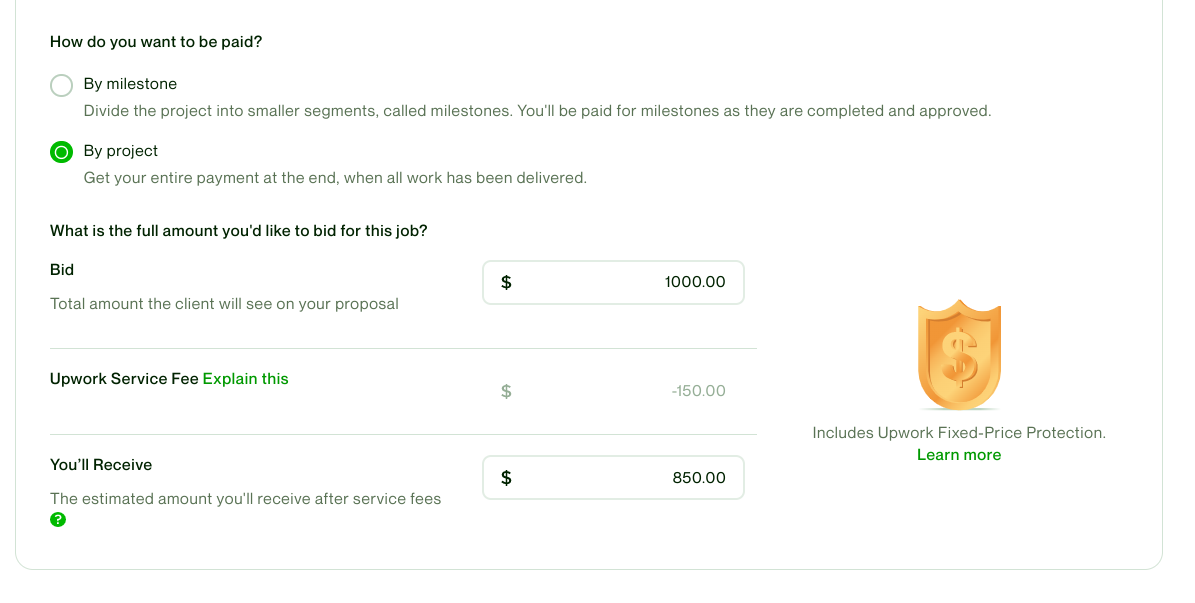 How do you want to be paid?
By milestone
Divide the project into smaller segments, called milestones. You'll be paid for milestones as they are completed and approved.
By project
Get your entire payment at the end, when all work has been delivered.
What is the full amount you'd like to bid for this job?
Bid
$ 1000.00
Total amount the client will see on your proposal
Upwork Service Fee Explain this
$ -150.00
$
Includes Upwork Fixed-Price Protection.
Learn more
You'll Receive
$ 850.00
The estimated amount you'll receive after service fees
?